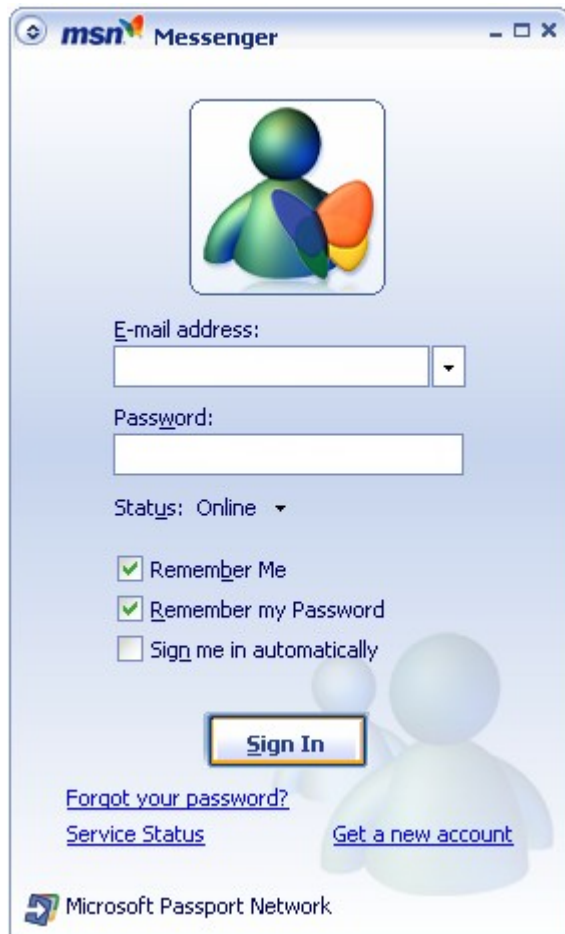 msn Messenger
E-mail address:
Password:
Status: Online
Remember Me
Remember my Password
Sign me in automatically
Sign In
Forgot your password?
Service Status Get a new account
Microsoft Passport Network